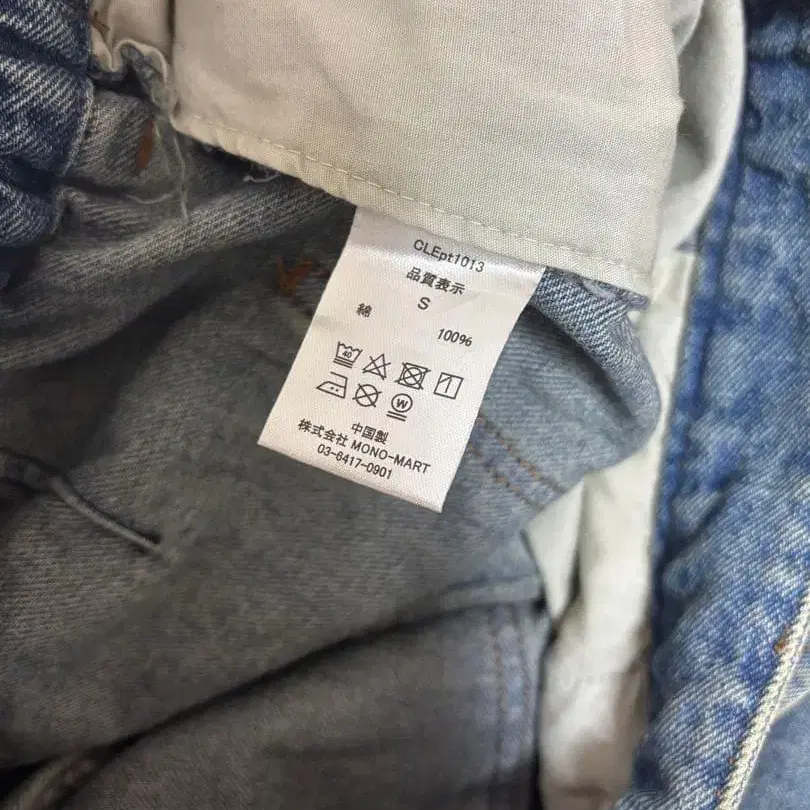 CLEpt1013
品質表示
S
綿 100%
40
W
中国製
株式会社 MONO-MART
03-6417-0901